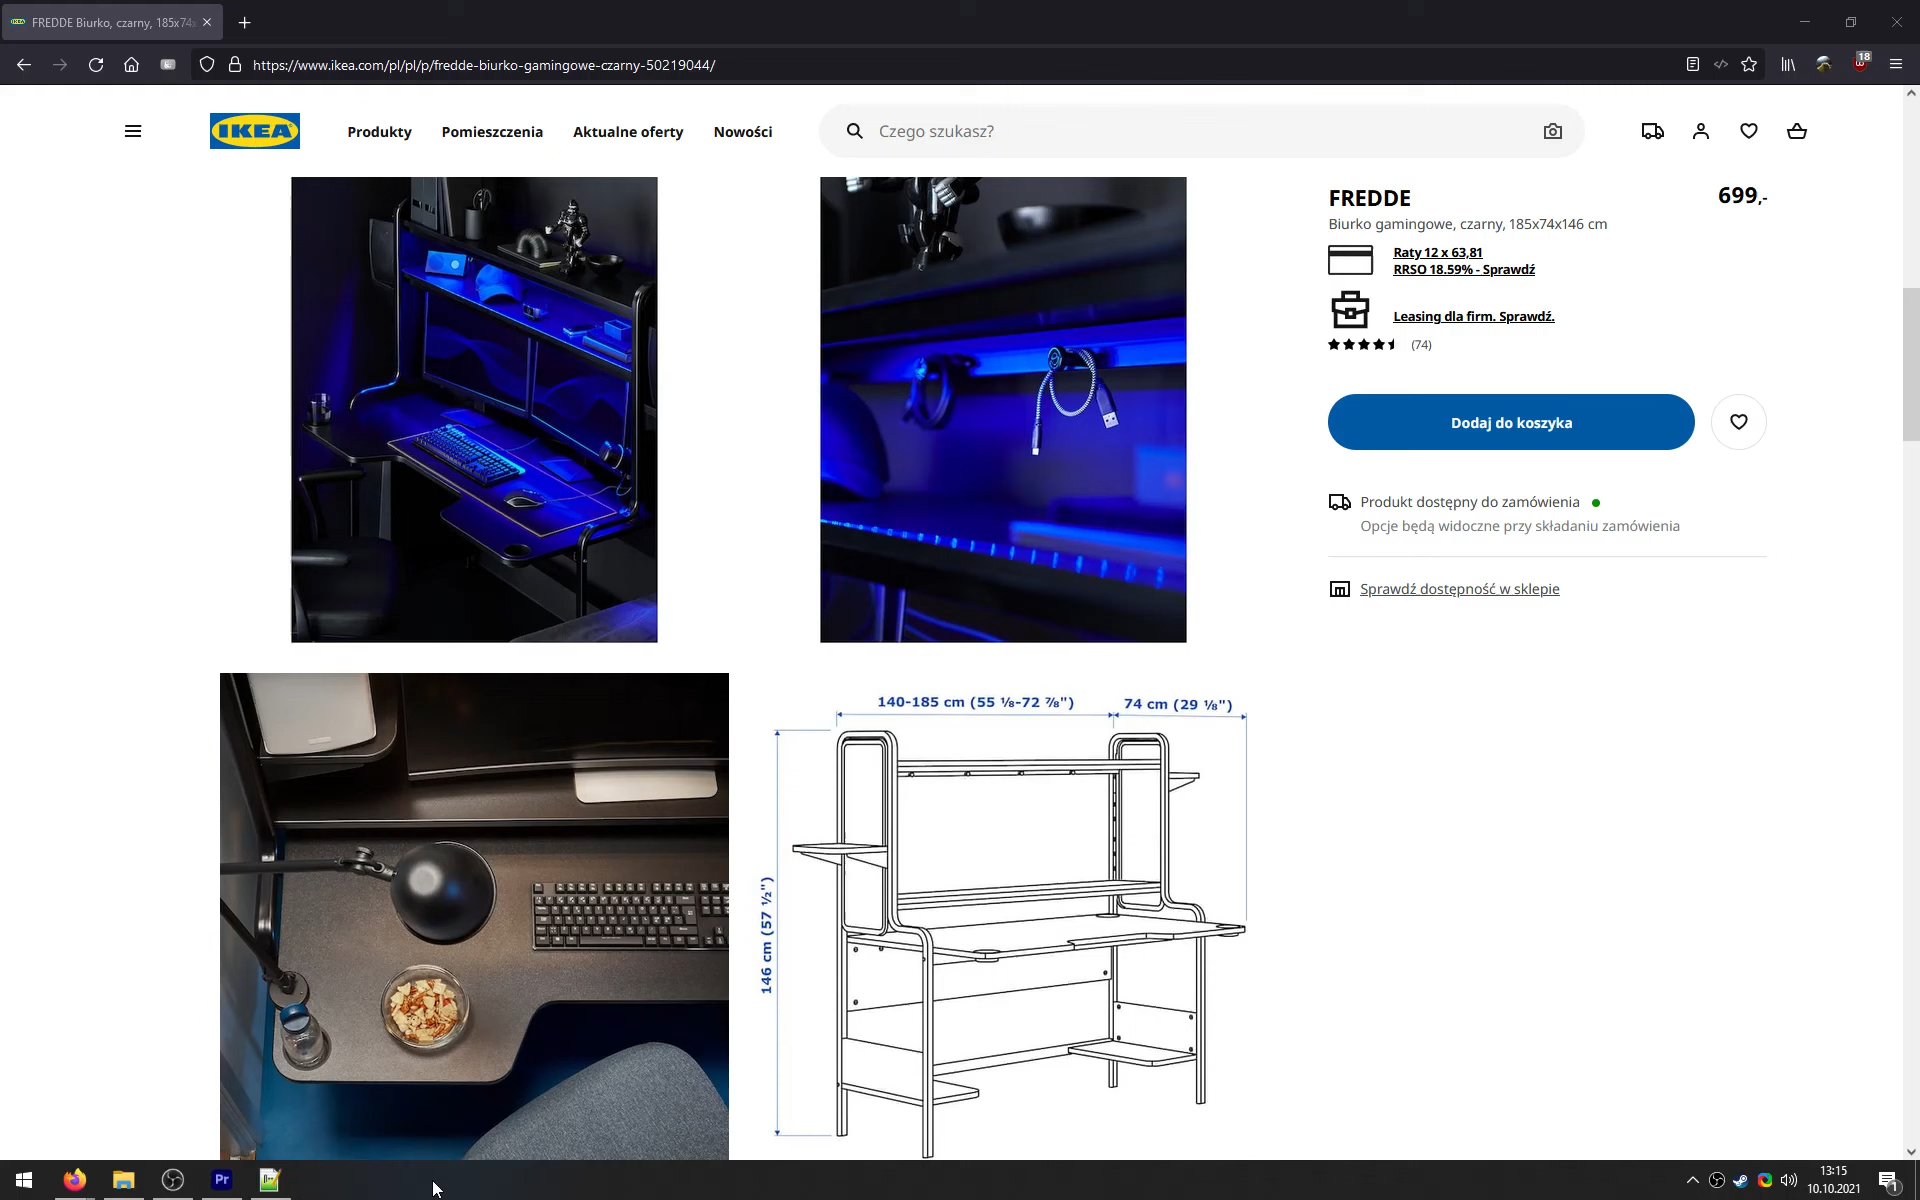 FREDDE Biurko, czarny, 185x74
https://www.ikea.com/pl/pl/p/fredde-biurko-gamingowe-czarny-50219044/
18
IKEA
Produkty
Pomieszczenia
Aktualne oferty
Nowości
Czego szukasz?
FREDDE
699,-
Biurko gamingowe, czarny, 185x74x146 cm
Raty 12 x 63,81
RRSO 18.59% - Sprawdź
Leasing dla firm. Sprawdź.
(74)
Dodaj do koszyka
Produkt dostępny do zamówienia
Opcje będą widoczne przy składaniu zamówienia
Sprawdź dostępność w sklepie
140-185 cm (55 ⅛-72 ⅞")
74 cm (29 ⅛")
146 cm (57 ½")
Pr
13:15
10.10.2021
1